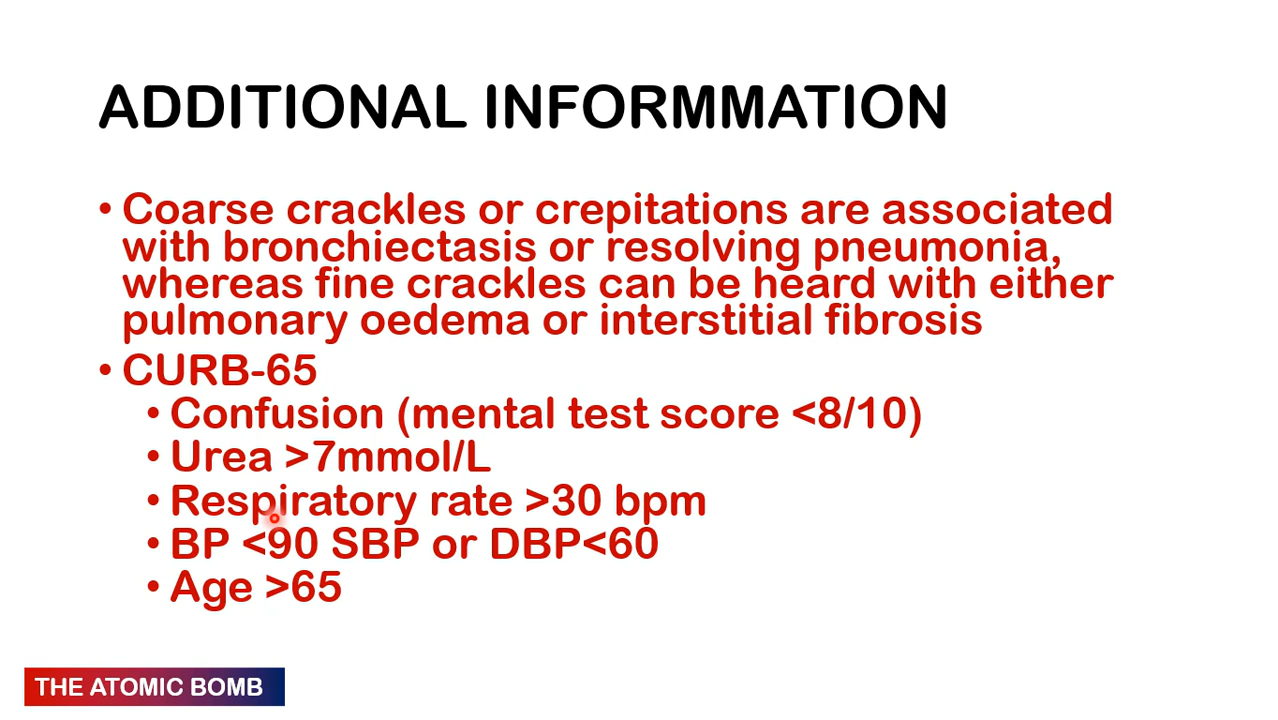 ADDITIONAL INFORMMATION
• Coarse crackles or crepitations are associated
with bronchiectasis or resolving pneumonia,
whereas fine crackles can be heard with either
pulmonary oedema or interstitial fibrosis
• CURB-65
• Confusion (mental test score <8/10)
• Urea >7mmol/L
• Respiratory rate >30 bpm
• BP <90 SBP or DBP<60
• Age >65
THE ATOMIC BOMB